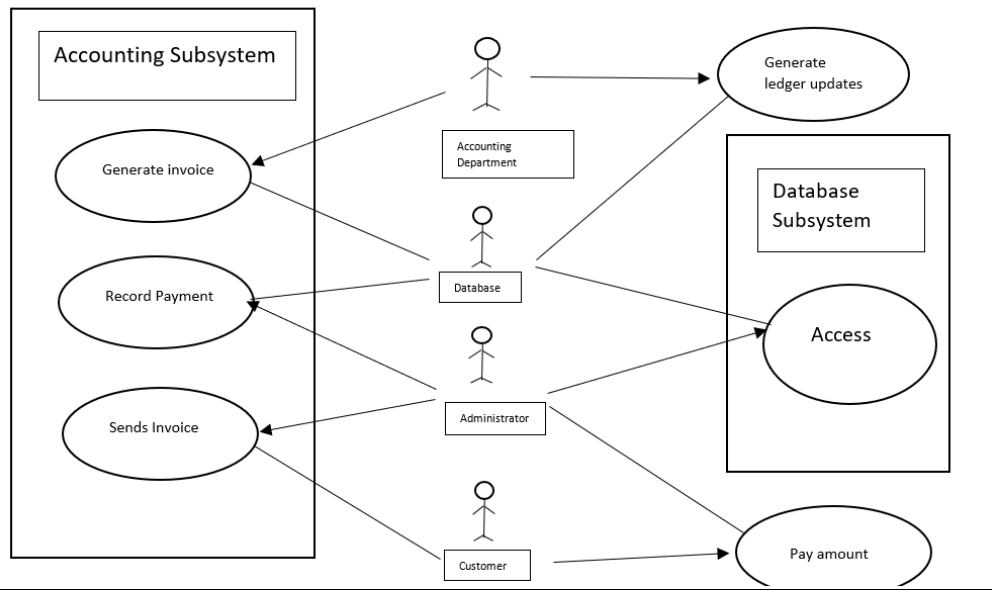 Accounting Subsystem
Generate invoice
Record Payment
Sends Invoice
Accounting
Department
Database
Administrator
Customer
Generate
ledger updates
Database
Subsystem
Access
Pay amount